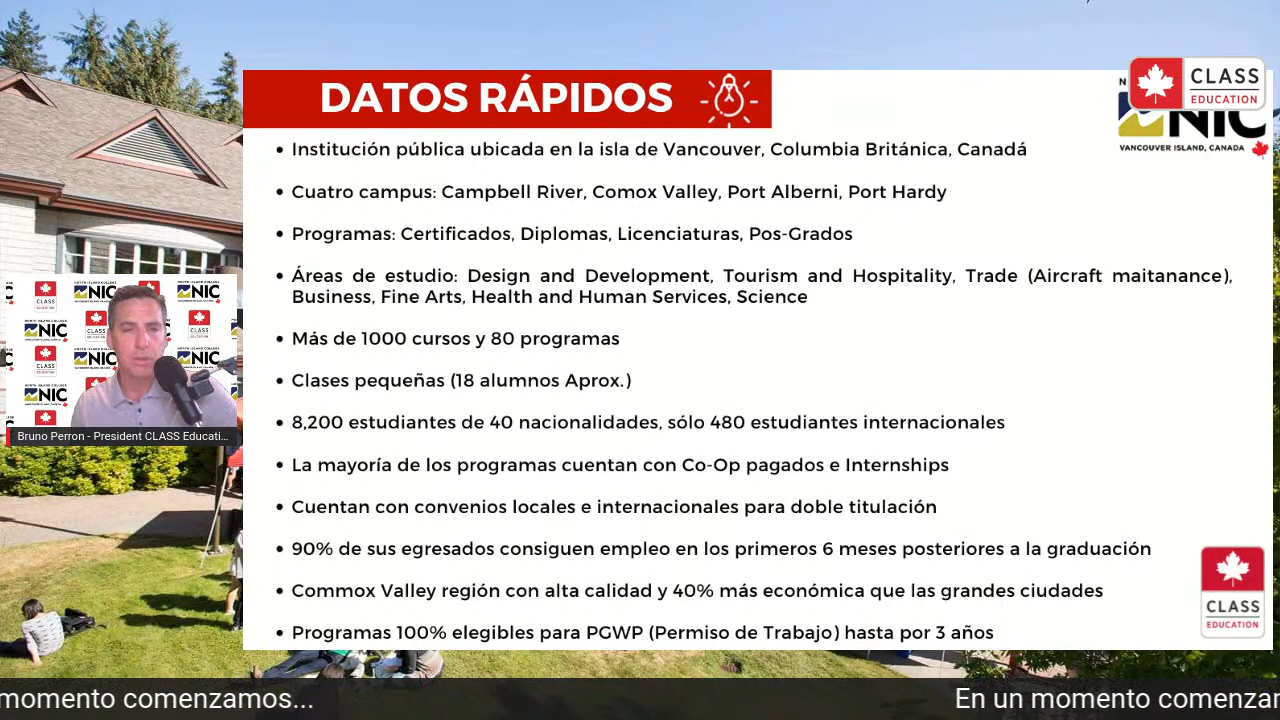 DATOS RÁPIDOS
CLASS
EDUCATION
NIC
VANCOUVER ISLAND, CANADA
• Institución pública ubicada en la isla de Vancouver, Columbia Británica, Canadá
• Cuatro campus: Campbell River, Comox Valley, Port Alberni, Port Hardy
• Programas: Certificados, Diplomas, Licenciaturas, Pos-Grados
• Áreas de estudio: Design and Development, Tourism and Hospitality, Trade (Aircraft maitanance),
Business, Fine Arts, Health and Human Services, Science
• Más de 1000 cursos y 80 programas
• Clases pequeñas (18 alumnos Aprox.)
• 8,200 estudiantes de 40 nacionalidades, sólo 480 estudiantes internacionales
• La mayoría de los programas cuentan con Co-Op pagados e Internships
• Cuentan con convenios locales e internacionales para doble titulación
• 90% de sus egresados consiguen empleo en los primeros 6 meses posteriores a la graduación
• Commox Valley región con alta calidad y 40% más económica que las grandes ciudades
• Programas 100% elegibles para PGWP (Permiso de Trabajo) hasta por 3 años
CLASS
EDUCATION
NIC
CLASS
NIC
NIC
CLASS
NIC
Bruno Perron - President CLASS Educati...
momento comenzamos...
En un momento comenzar